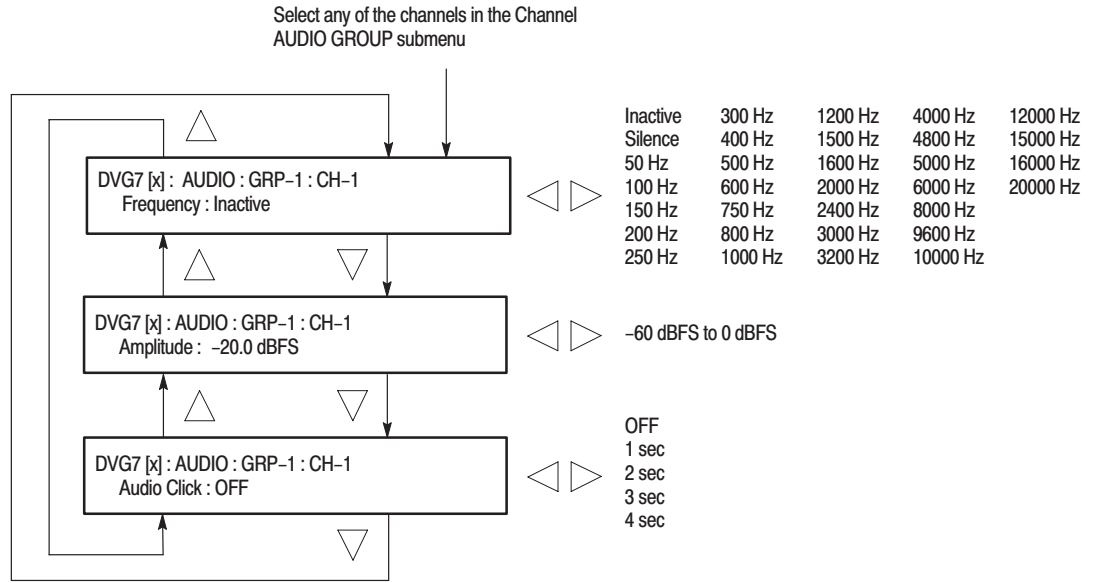 Select any of the channels in the Channel
AUDIO GROUP submenu
DVG7 [x] : AUDIO : GRP–1 : CH–1
Frequency : Inactive
Inactive 300 Hz 1200 Hz 4000 Hz 12000 Hz
Silence 400 Hz 1500 Hz 4800 Hz 15000 Hz
50 Hz 500 Hz 1600 Hz 5000 Hz 16000 Hz
100 Hz 600 Hz 2000 Hz 6000 Hz 20000 Hz
150 Hz 750 Hz 2400 Hz 8000 Hz
200 Hz 800 Hz 3000 Hz 9600 Hz
250 Hz 1000 Hz 3200 Hz 10000 Hz
DVG7 [x] : AUDIO : GRP–1 : CH–1
Amplitude : –20.0 dBFS
–60 dBFS to 0 dBFS
DVG7 [x] : AUDIO : GRP–1 : CH–1
Audio Click : OFF
OFF
1 sec
2 sec
3 sec
4 sec